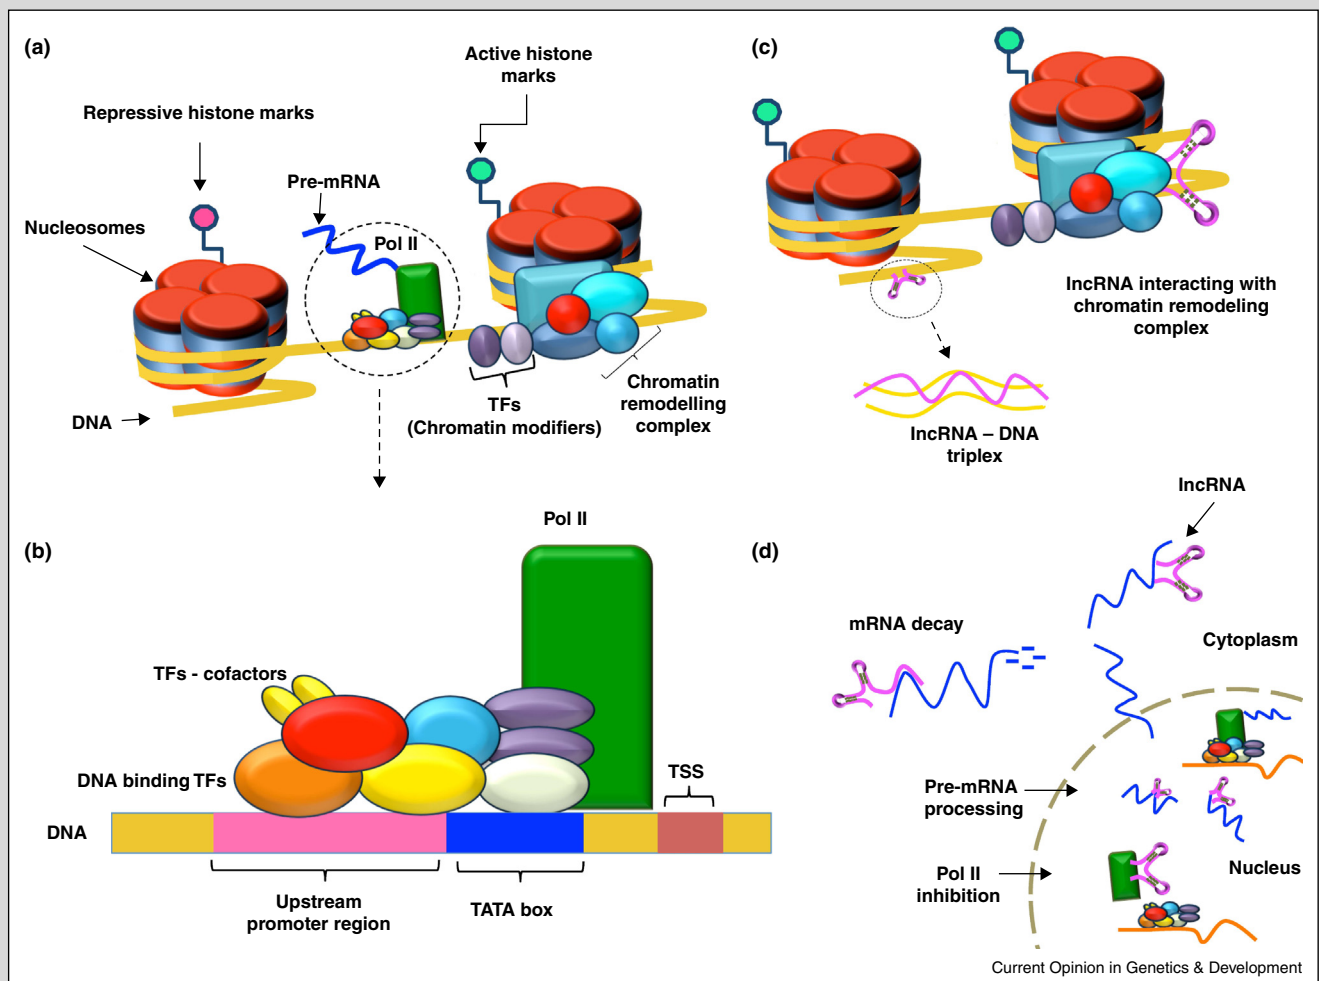 (a)
Active histone
marks
Repressive histone marks
Pre-mRNA
Nucleosomes
Pol II
DNA
TFs
(Chromatin modifiers)
Chromatin
remodelling
complex
(b)
Pol II
TFs - cofactors
DNA binding TFs
TSS
DNA
Upstream
promoter region
TATA box
(c)
lncRNA interacting with
chromatin remodeling
complex
lncRNA – DNA
triplex
(d)
lncRNA
mRNA decay
Cytoplasm
Pre-mRNA
processing
Pol II
inhibition
Nucleus
Current Opinion in Genetics & Development